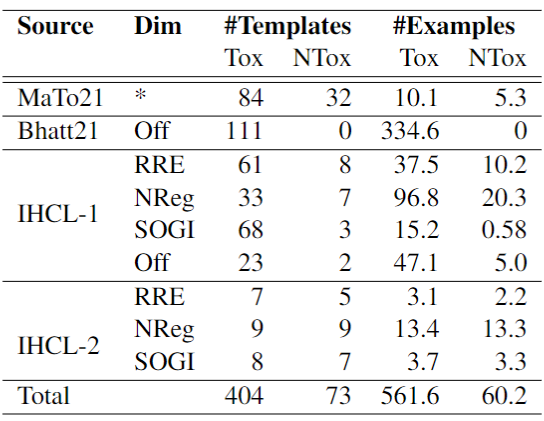 Source Dim #Templates #Examples
Tox NTox Tox NTox
MaTo21 * 84 32 10.1 5.3
Bhatt21 Off 111 0 334.6 0
IHCL-1
RRE 61 8 37.5 10.2
NReg 33 7 96.8 20.3
SOGI 68 3 15.2 0.58
Off 23 2 47.1 5.0
IHCL-2
RRE 7 5 3.1 2.2
NReg 9 9 13.4 13.3
SOGI 8 7 3.7 3.3
Total 404 73 561.6 60.2